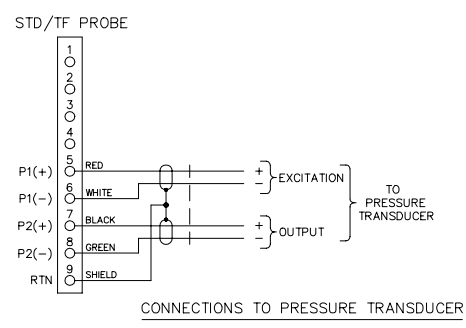 STD/TF PROBE
1
2
3
4
P1(+) 5 RED + EXCITATION
P1(-) 6 WHITE -
TO PRESSURE TRANSDUCER
P2(+) 7 BLACK + OUTPUT
P2(-) 8 GREEN -
RTN 9 SHIELD
CONNECTIONS TO PRESSURE TRANSDUCER